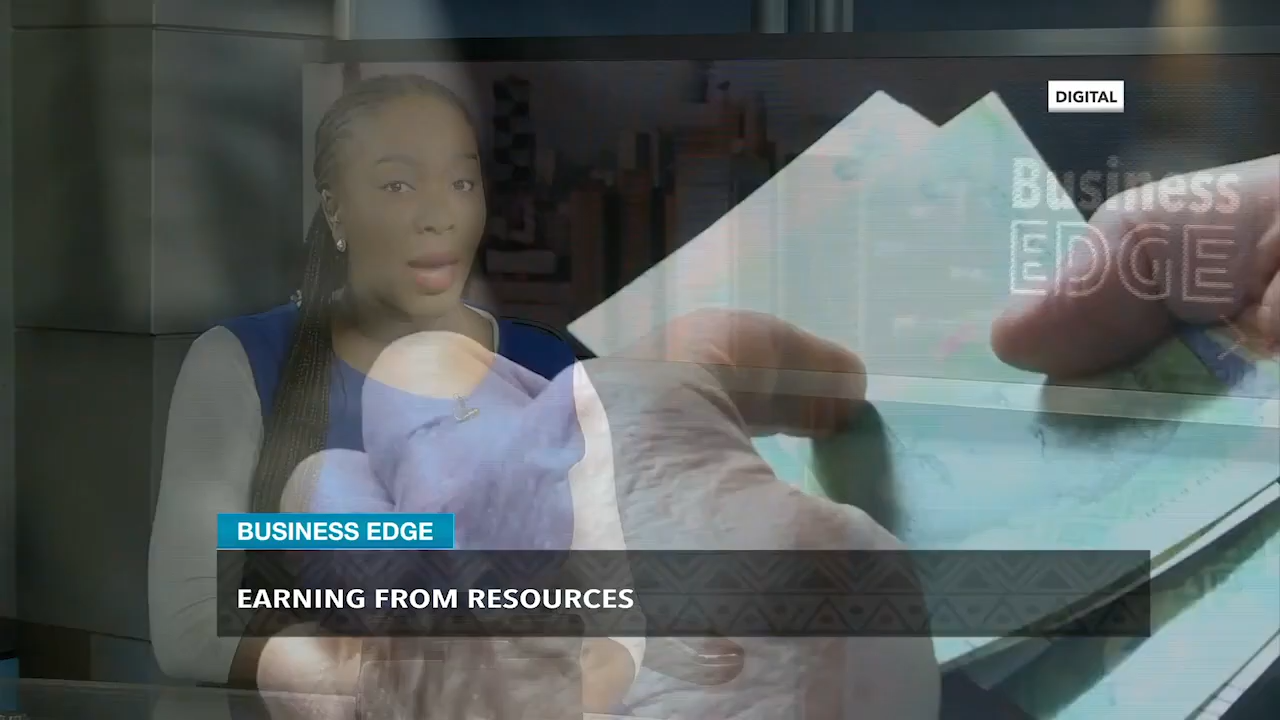 DIGITAL
Business
EDGE
BUSINESS EDGE
EARNING FROM RESOURCES